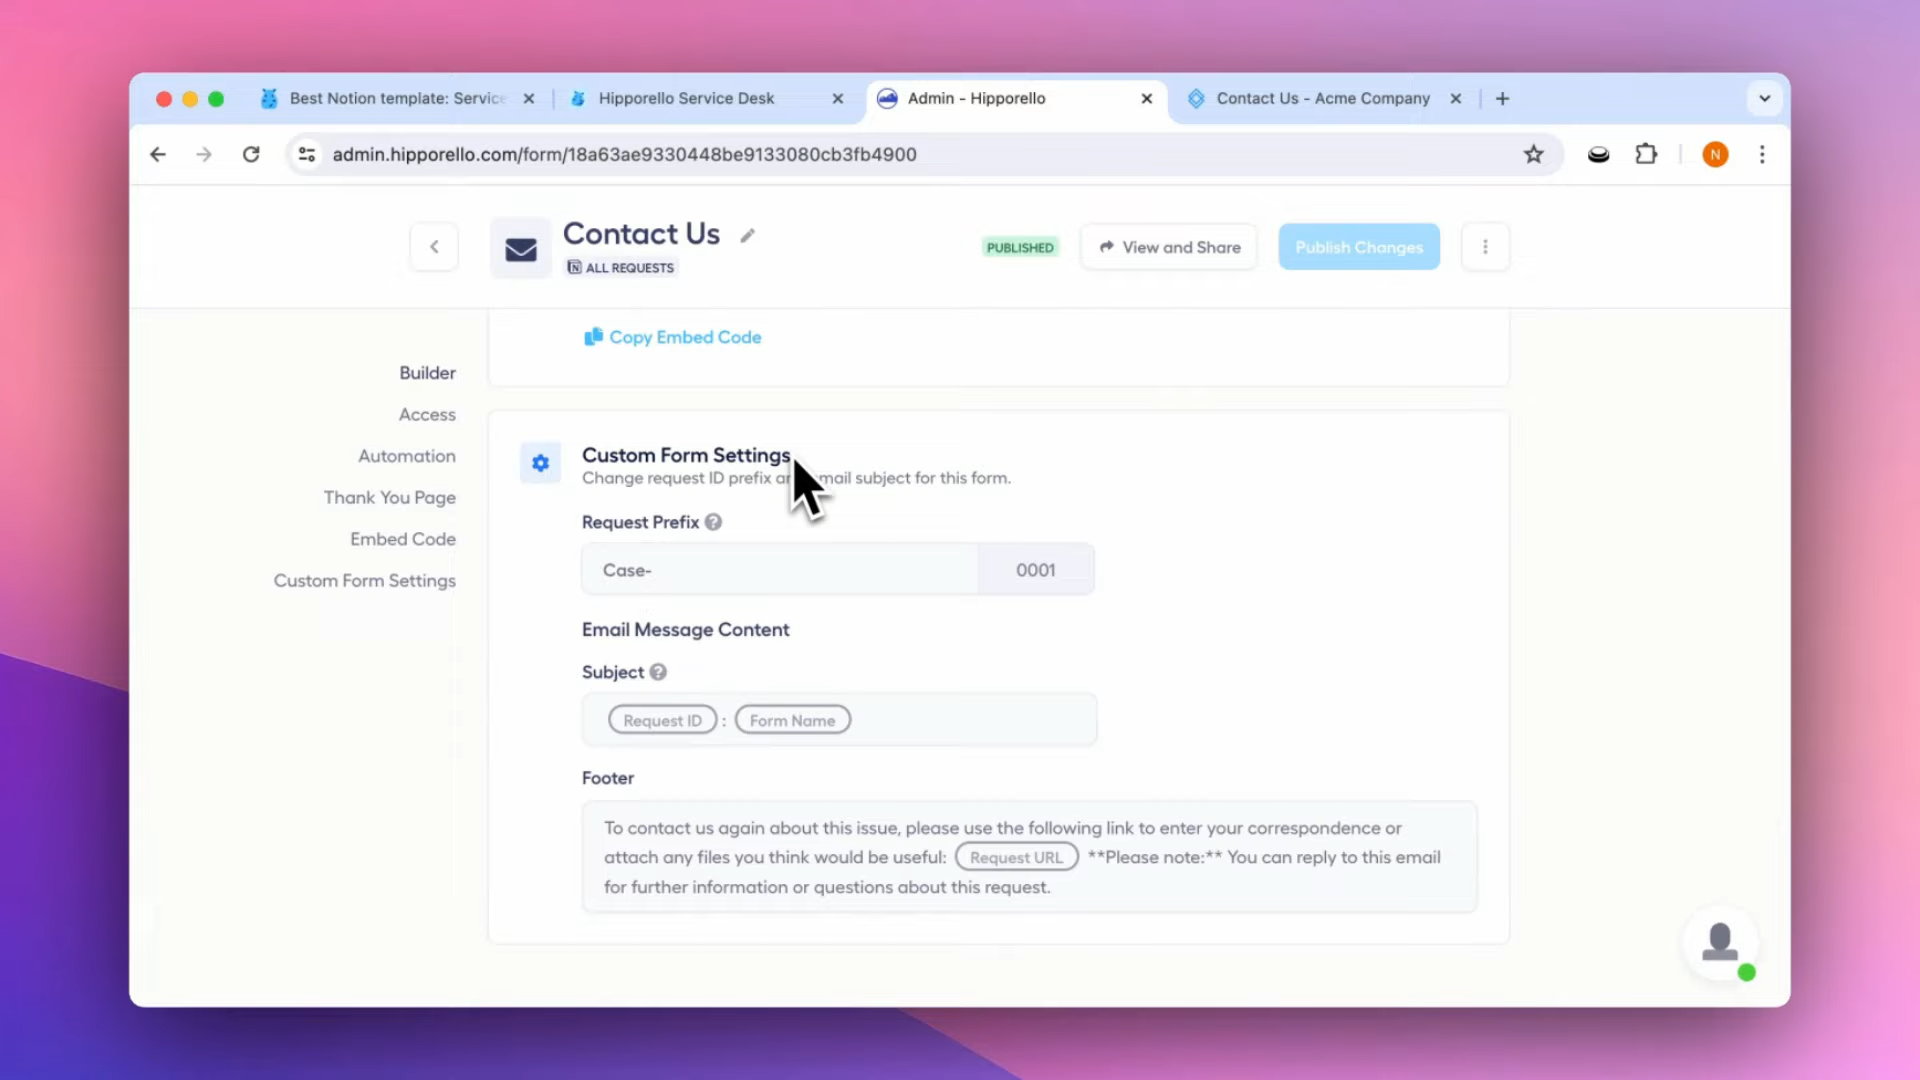 Best Notion template: Service
Hipporello Service Desk
Admin - Hipporello
Contact Us - Acme Company
admin.hipporello.com/form/18a63ae9330448be9133080cb3fb4900
N
Contact Us
ALL REQUESTS
PUBLISHED
View and Share
Publish Changes
Copy Embed Code
Builder
Access
Automation
Thank You Page
Embed Code
Custom Form Settings
Custom Form Settings
Change request ID prefix email subject for this form.
Request Prefix ?
Case-
0001
Email Message Content
Subject ?
Request ID : Form Name
Footer
To contact us again about this issue, please use the following link to enter your correspondence or
attach any files you think would be useful: Request URL **Please note:** You can reply to this email
for further information or questions about this request.